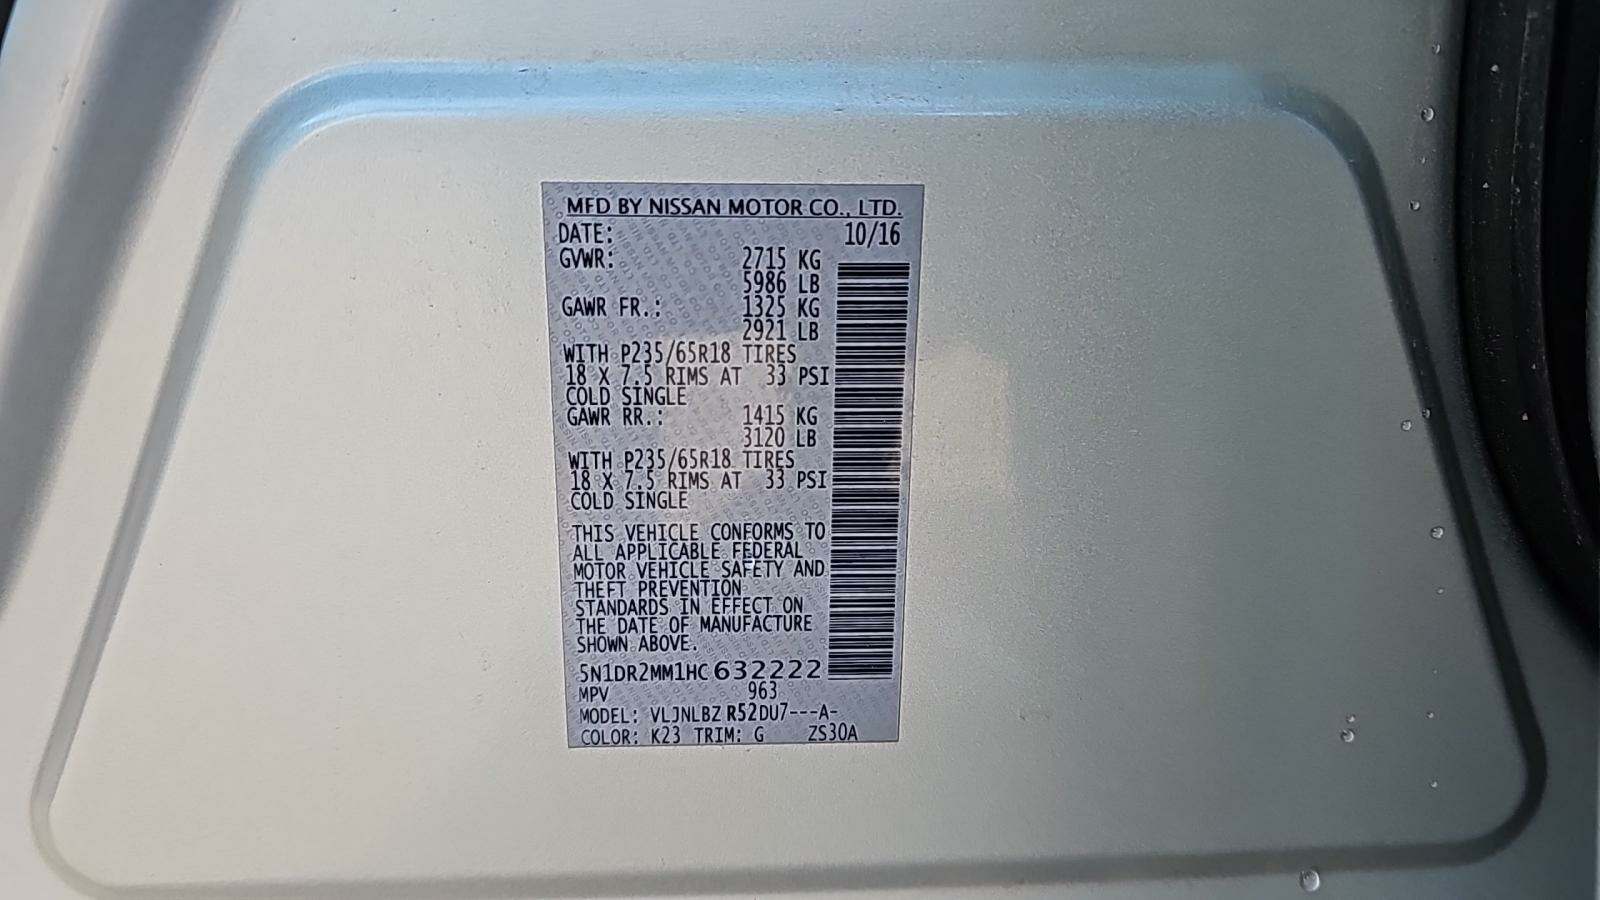 MFD BY NISSAN MOTOR CO., LTD.
DATE: 10/16
GVWR: 2715 KG
5986 LB
GAWR FR.: 1325 KG
2921 LB
WITH P235/65R18 TIRES
18 X 7.5 RIMS AT 33 PSI
COLD SINGLE
GAWR RR.: 1415 KG
3120 LB
WITH P235/65R18 TIRES
18 X 7.5 RIMS AT 33 PSI
COLD SINGLE
THIS VEHICLE CONFORMS TO
ALL APPLICABLE FEDERAL
MOTOR VEHICLE SAFETY AND
THEFT PREVENTION
STANDARDS IN EFFECT ON
THE DATE OF MANUFACTURE
SHOWN ABOVE.
5N1DR2MM1HC632222
MPV 963
MODEL: VLJNLBZ R52DU7---A-
COLOR: K23 TRIM: G ZS30A